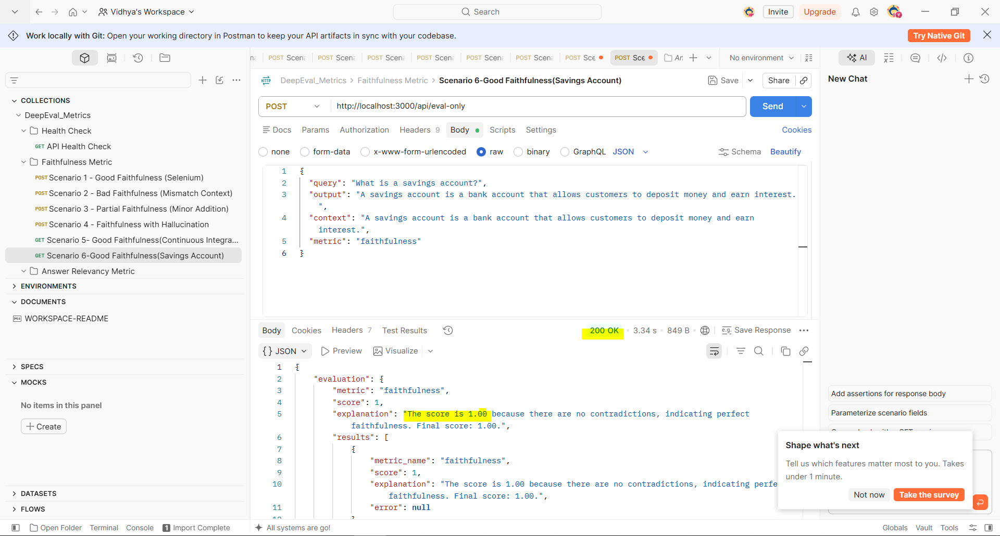 Vidhya's Workspace
Search
Invite
Upgrade
Work locally with Git: Open your working directory in Postman to keep your API artifacts in sync with your codebase.
Try Native Git
POST Scena
POST Scena
POST Scena
POST Scena
POST Scena
POST Scena
POST Sce
POST Sce
No environment
AI
DeepEval_Metrics > Faithfulness Metric > Scenario 6-Good Faithfulness(Savings Account)
Save
Share
New Chat
POST
http://localhost:3000/api/eval-only
Send
Docs
Params
Authorization
Headers 9
Body
Scripts
Settings
Cookies
none
form-data
x-www-form-urlencoded
raw
binary
GraphQL
JSON
Schema
Beautify
COLLECTIONS
DeepEval_Metrics
Health Check
GET API Health Check
Faithfulness Metric
POST Scenario 1 - Good Faithfulness (Selenium)
POST Scenario 2 - Bad Faithfulness (Mismatch Context)
POST Scenario 3 - Partial Faithfulness (Minor Addition)
POST Scenario 4 - Faithfulness with Hallucination
GET Scenario 5- Good Faithfulness(Continuous Integra...
GET Scenario 6-Good Faithfulness(Savings Account)
Answer Relevancy Metric
ENVIRONMENTS
DOCUMENTS
WORKSPACE-README
SPECS
MOCKS
No items in this panel
Create
DATASETS
FLOWS
1 {
2 "query": "What is a savings account?",
3 "output": "A savings account is a bank account that allows customers to deposit money and earn interest.
",
4 "context": "A savings account is a bank account that allows customers to deposit money and earn
interest.",
5 "metric": "faithfulness"
6 }
Body
Cookies
Headers 7
Test Results
200 OK
3.34 s
849 B
e.g. Save Response
{} JSON
Preview
Visualize
1 {
2 "evaluation": {
3 "metric": "faithfulness",
4 "score": 1,
5 "explanation": "The score is 1.00 because there are no contradictions, indicating perfect
faithfulness. Final score: 1.00.",
6 "results": [
7 {
8 "metric_name": "faithfulness",
9 "score": 1,
10 "explanation": "The score is 1.00 because there are no contradictions, indicating perfe
faithfulness. Final score: 1.00.",
11 "error": null
Add assertions for response body
Parameterize scenario fields
Shape what's next
Tell us which features matter most to you. Takes
under 1 minute.
Not now
Take the survey
Open Folder
Terminal
Console
1 Import Complete
All systems are go!
Globals
Vault
Tools